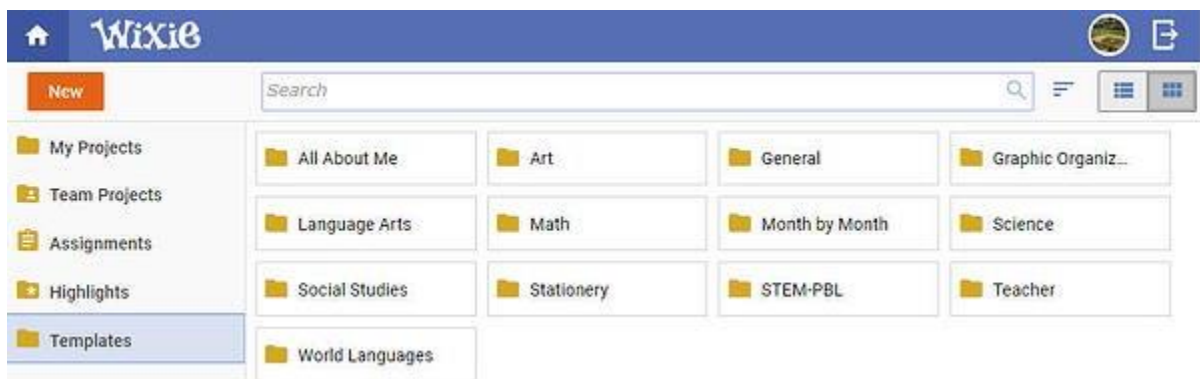 Wixie
New
Search
My Projects
Team Projects
Assignments
Highlights
Templates
All About Me
Art
General
Graphic Organiz...
Language Arts
Math
Month by Month
Science
Social Studies
Stationery
STEM-PBL
Teacher
World Languages